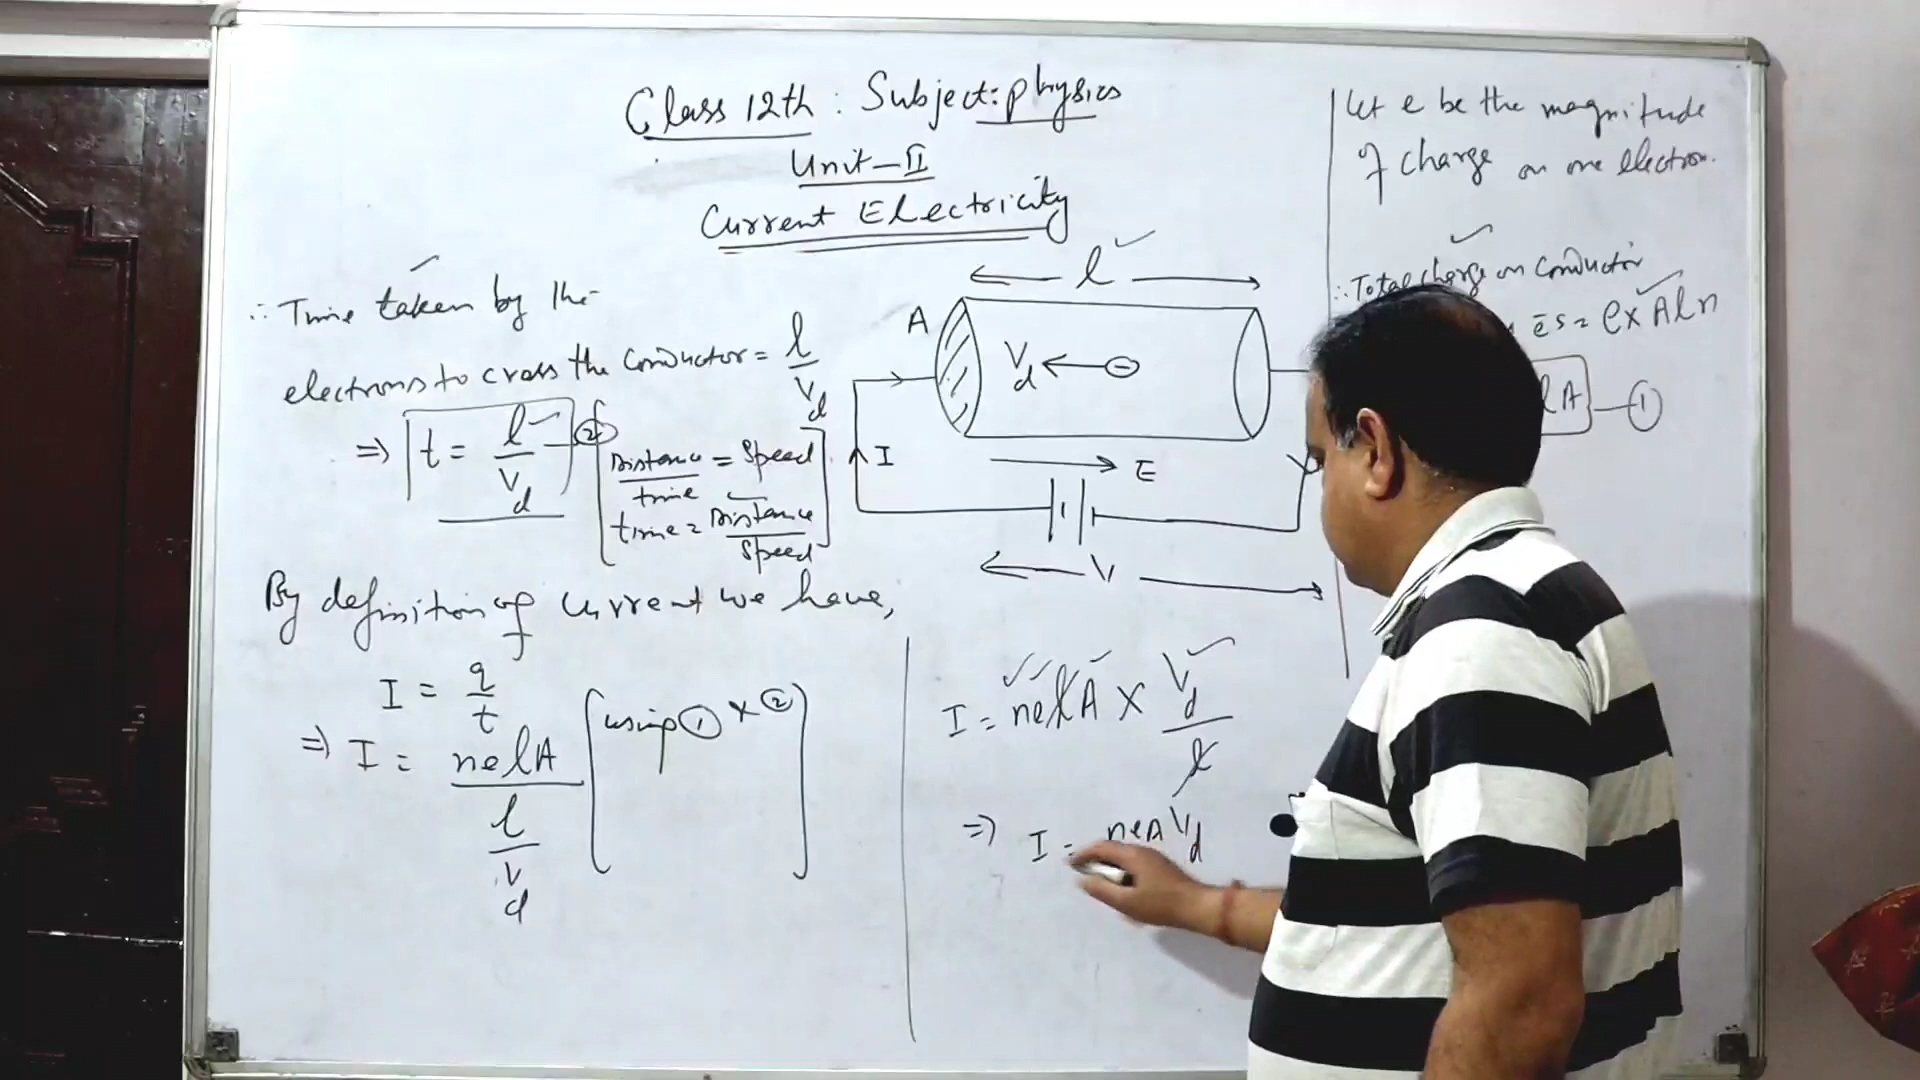 Class 12th : Subject: physics
Unit-II
Current Electricity
∴ Time taken by the
electrons to cross the conductor = l/Vd
⇒ t = l/Vd — ②
Distance/time = Speed
time = Distance/Speed
By definition of current we have,
I = q/t
⇒ I = nelA/(l/Vd) [using ① & ②]
l
A
Vd ← ⊖
I
E
V
I = nelA × Vd/l
⇒ I = neAVd
Let e be the magnitude
of charge on one electron.
∴ Total charge on conductor
ēs = e×Aln
lA — ①